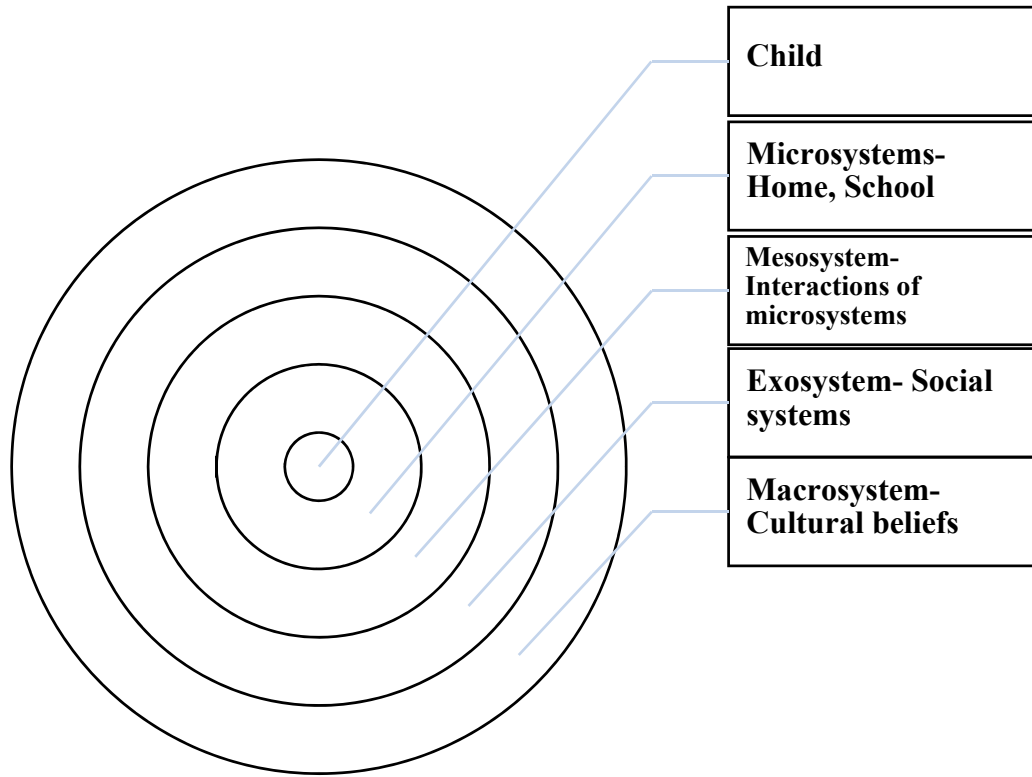 Child
Microsystems-
Home, School
Mesosystem-
Interactions of
microsystems
Exosystem- Social
systems
Macrosystem-
Cultural beliefs